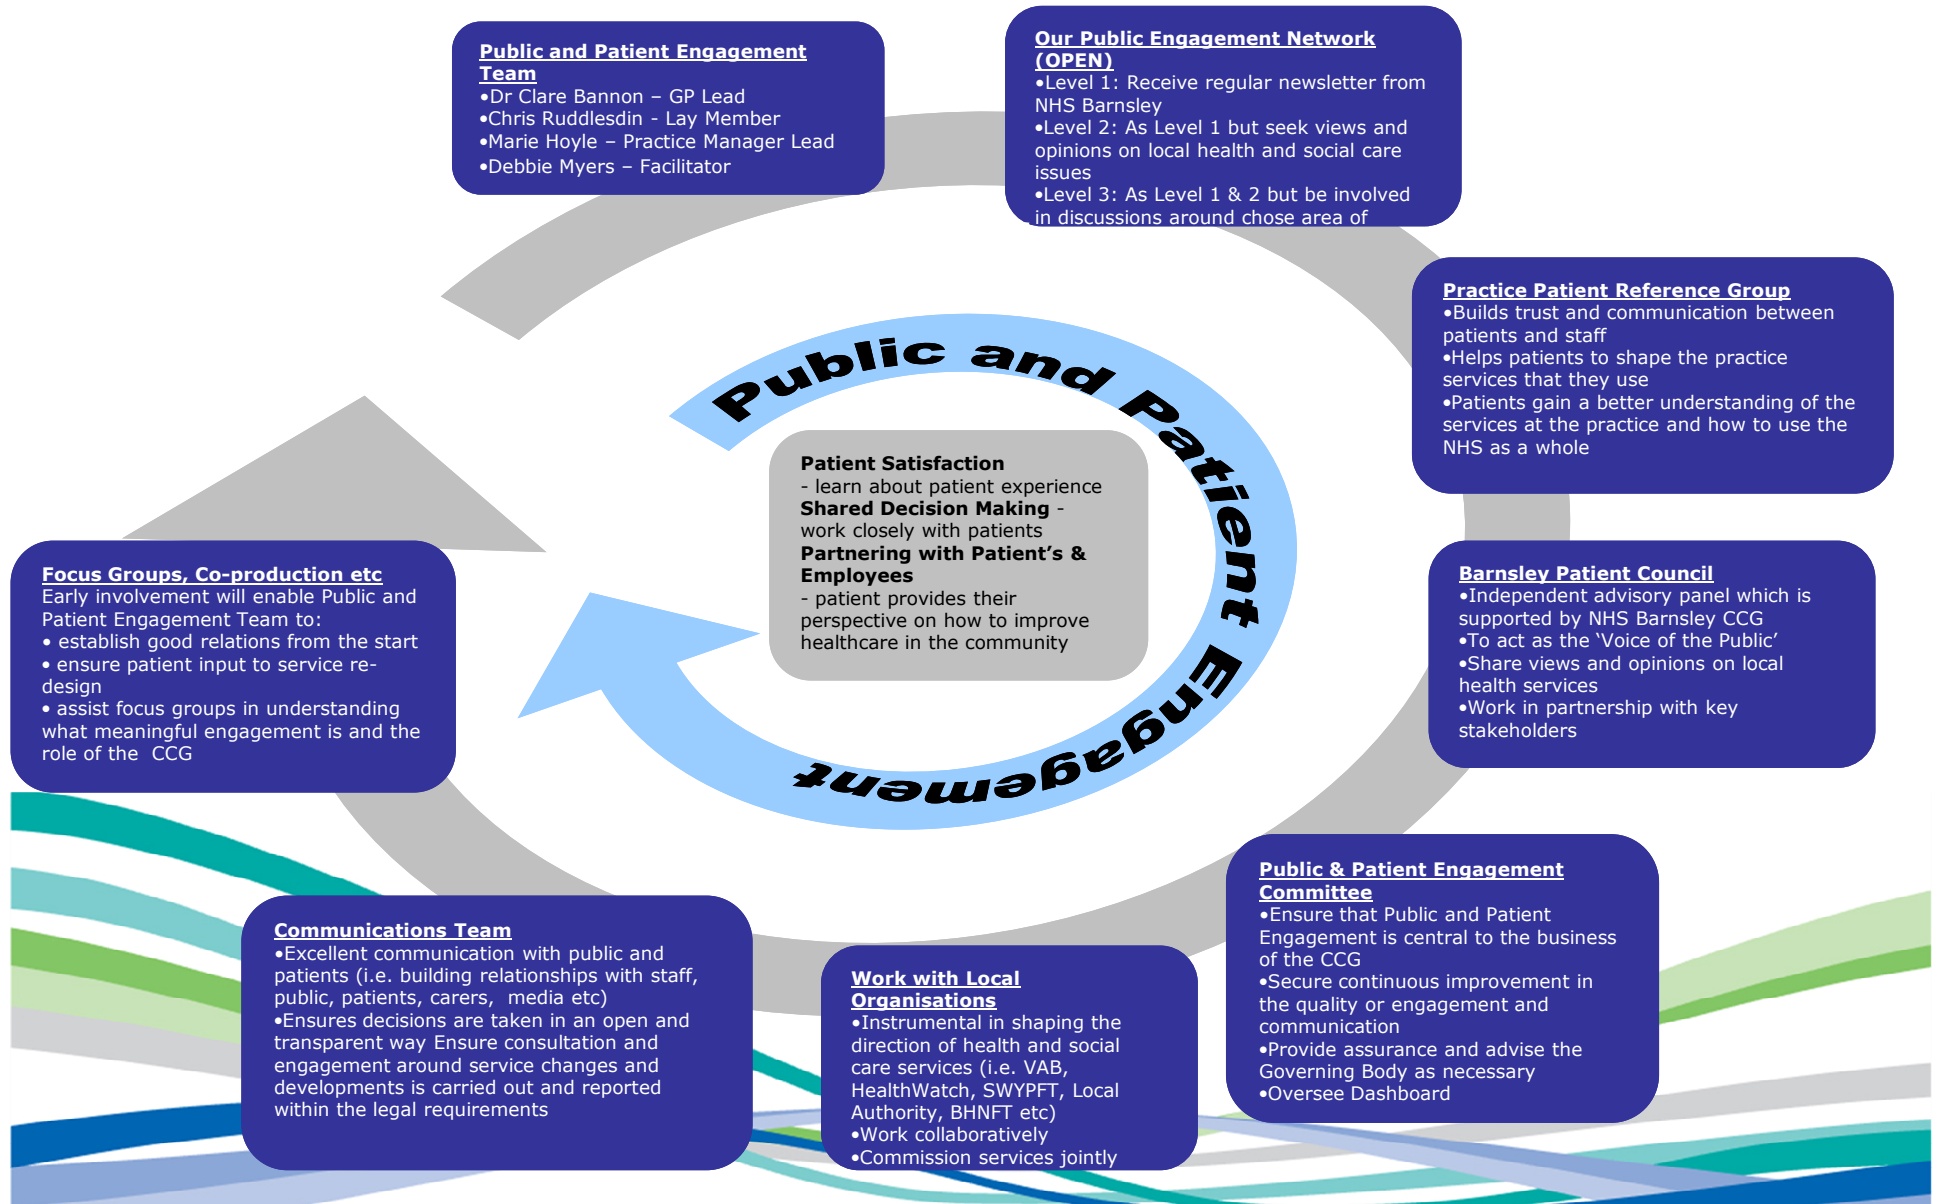 Public and Patient Engagement
Team
•Dr Clare Bannon – GP Lead
•Chris Ruddlesdin - Lay Member
•Marie Hoyle – Practice Manager Lead
•Debbie Myers – Facilitator
Our Public Engagement Network
(OPEN)
•Level 1: Receive regular newsletter from
NHS Barnsley
•Level 2: As Level 1 but seek views and
opinions on local health and social care
issues
•Level 3: As Level 1 & 2 but be involved
in discussions around chose area of
Practice Patient Reference Group
•Builds trust and communication between
patients and staff
•Helps patients to shape the practice
services that they use
•Patients gain a better understanding of the
services at the practice and how to use the
NHS as a whole
Barnsley Patient Council
•Independent advisory panel which is
supported by NHS Barnsley CCG
•To act as the ‘Voice of the Public’
•Share views and opinions on local
health services
•Work in partnership with key
stakeholders
Public & Patient Engagement
Committee
•Ensure that Public and Patient
Engagement is central to the business
of the CCG
•Secure continuous improvement in
the quality or engagement and
communication
•Provide assurance and advise the
Governing Body as necessary
•Oversee Dashboard
Work with Local
Organisations
•Instrumental in shaping the
direction of health and social
care services (i.e. VAB,
HealthWatch, SWYPFT, Local
Authority, BHNFT etc)
•Work collaboratively
•Commission services jointly
Communications Team
•Excellent communication with public and
patients (i.e. building relationships with staff,
public, patients, carers,  media etc)
•Ensures decisions are taken in an open and
transparent way Ensure consultation and
engagement around service changes and
developments is carried out and reported
within the legal requirements
Focus Groups, Co-production etc
Early involvement will enable Public and
Patient Engagement Team to:
• establish good relations from the start
• ensure patient input to service re-
design
• assist focus groups in understanding
what meaningful engagement is and the
role of the  CCG
Public and Patient Engagement
Patient Satisfaction
- learn about patient experience
Shared Decision Making -
work closely with patients
Partnering with Patient’s &
Employees
- patient provides their
perspective on how to improve
healthcare in the community